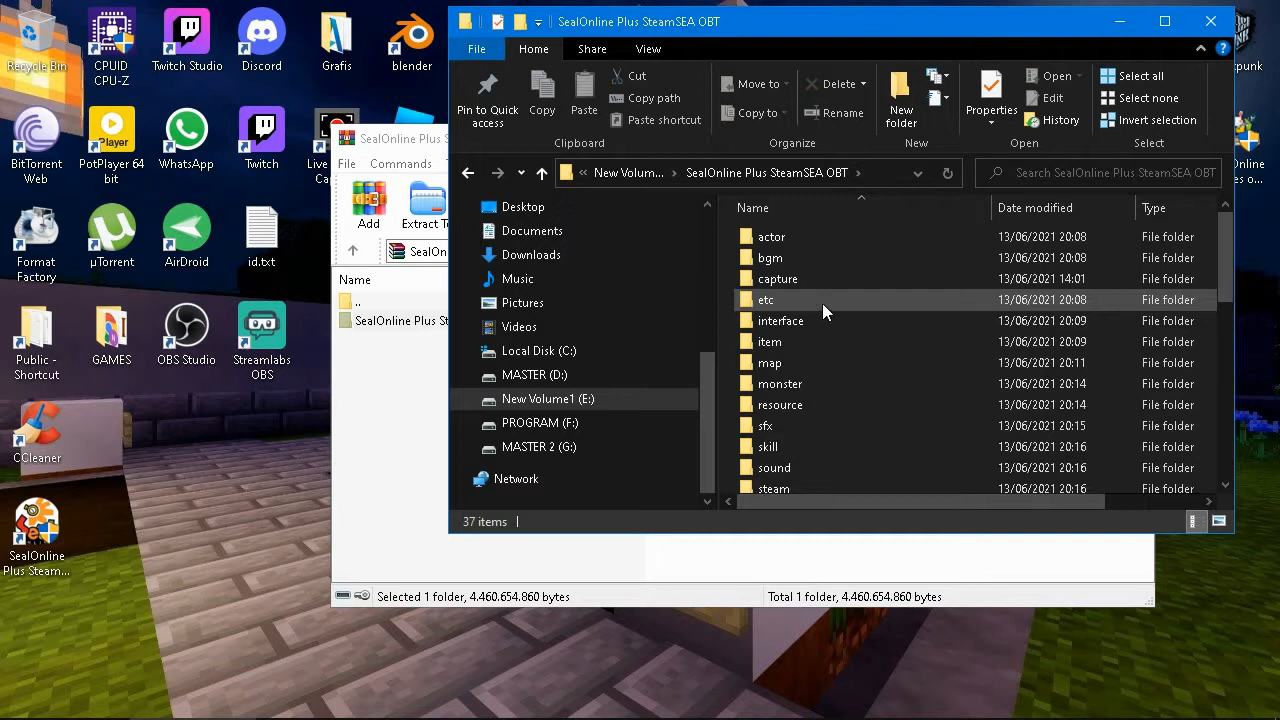 Recycle Bin
CPUID
CPU-Z
Twitch Studio
Discord
Grafis
blender
BitTorrent
Web
Player
PotPlayer 64
bit
WhatsApp
Twitch
Live
Cap
Format
Factory
µTorrent
AirDroid
id.txt
Public -
Shortcut
GAMES
OBS Studio
Streamlabs
OBS
CCleaner
SealOnline
Plus Steam...
SealOnline Plus S
File
Commands
Add
Extract T
SealOn
Name
..
SealOnline Plus St
Selected 1 folder, 4.460.654.860 bytes
Total 1 folder, 4.460.654.860 bytes
SealOnline Plus SteamSEA OBT
File
Home
Share
View
Pin to Quick
access
Copy
Paste
Cut
Copy path
Paste shortcut
Clipboard
Move to
Copy to
Delete
Rename
Organize
New
folder
New
Properties
Open
Edit
History
Open
Select all
Select none
Invert selection
Select
« New Volum... › SealOnline Plus SteamSEA OBT ›
Search SealOnline Plus SteamSEA OBT
Desktop
Documents
Downloads
Music
Pictures
Videos
Local Disk (C:)
MASTER (D:)
New Volume1 (E:)
PROGRAM (F:)
MASTER 2 (G:)
Network
Name Date modified Type
actor 13/06/2021 20:08 File folder
bgm 13/06/2021 20:08 File folder
capture 13/06/2021 14:01 File folder
etc 13/06/2021 20:08 File folder
interface 13/06/2021 20:09 File folder
item 13/06/2021 20:09 File folder
map 13/06/2021 20:11 File folder
monster 13/06/2021 20:14 File folder
resource 13/06/2021 20:14 File folder
sfx 13/06/2021 20:15 File folder
skill 13/06/2021 20:16 File folder
sound 13/06/2021 20:16 File folder
steam 13/06/2021 20:16 File folder
37 items
punk
Online
s o...